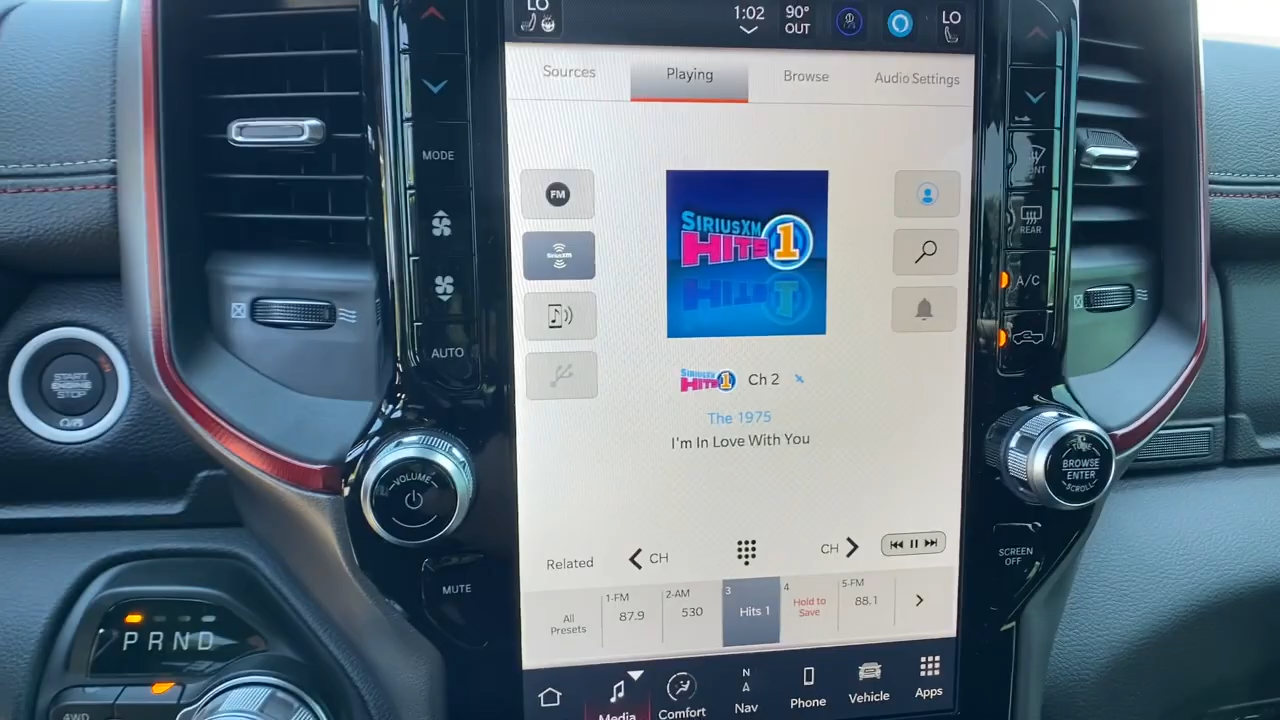 LO
1:02
90°
OUT
LO
Sources
Playing
Browse
Audio Settings
MODE
FM
SiriusXM
SIRIUSXM
HITS 1
REAR
A/C
AUTO
START
ENGINE
STOP
SIRIUSXM
HITS 1
Ch 2
The 1975
I'm In Love With You
VOLUME
TUNE
BROWSE
ENTER
SCROLL
Related
CH
CH
SCREEN
OFF
MUTE
All
Presets
1-FM
87.9
2-AM
530
3
Hits 1
4
Hold to
Save
5-FM
88.1
PRND
N
A
Media
Comfort
Nav
Phone
Vehicle
Apps
4WD